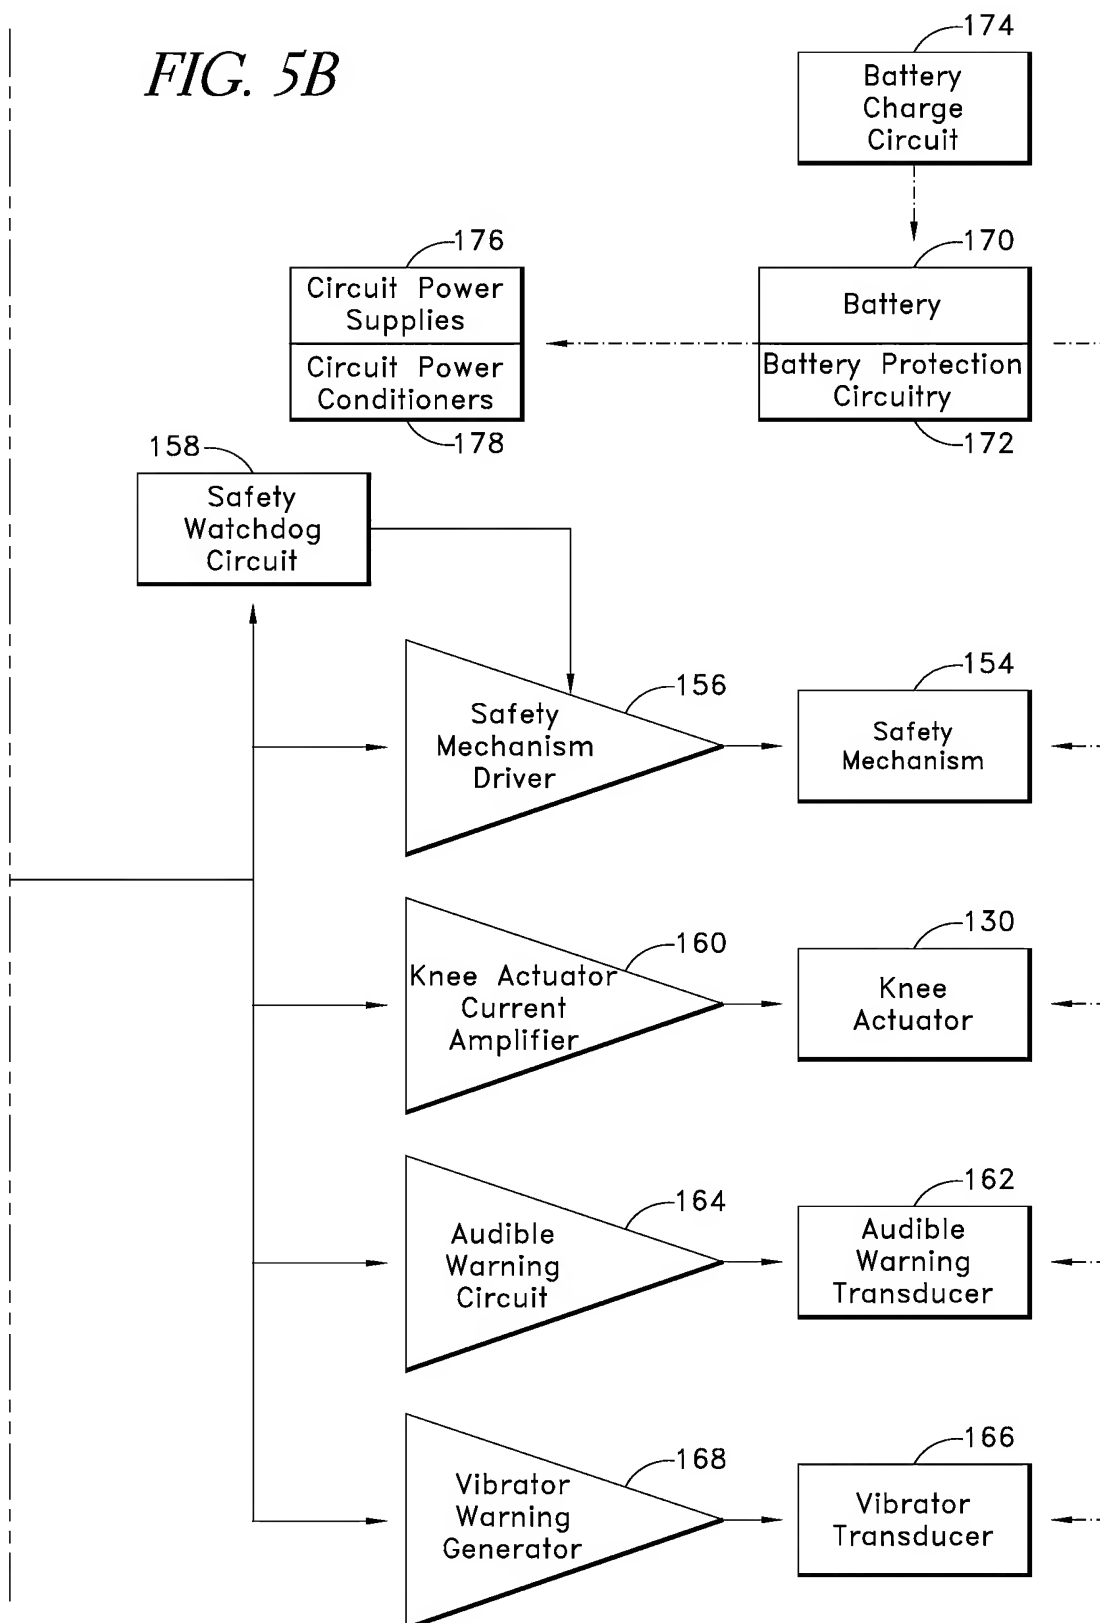 FIG. 5B
174
Battery
Charge
Circuit
176
Circuit Power
Supplies
Circuit Power
Conditioners
178
170
Battery
Battery Protection
Circuitry
172
158
Safety
Watchdog
Circuit
156
Safety
Mechanism
Driver
154
Safety
Mechanism
160
Knee Actuator
Current
Amplifier
130
Knee
Actuator
164
Audible
Warning
Circuit
162
Audible
Warning
Transducer
168
Vibrator
Warning
Generator
166
Vibrator
Transducer